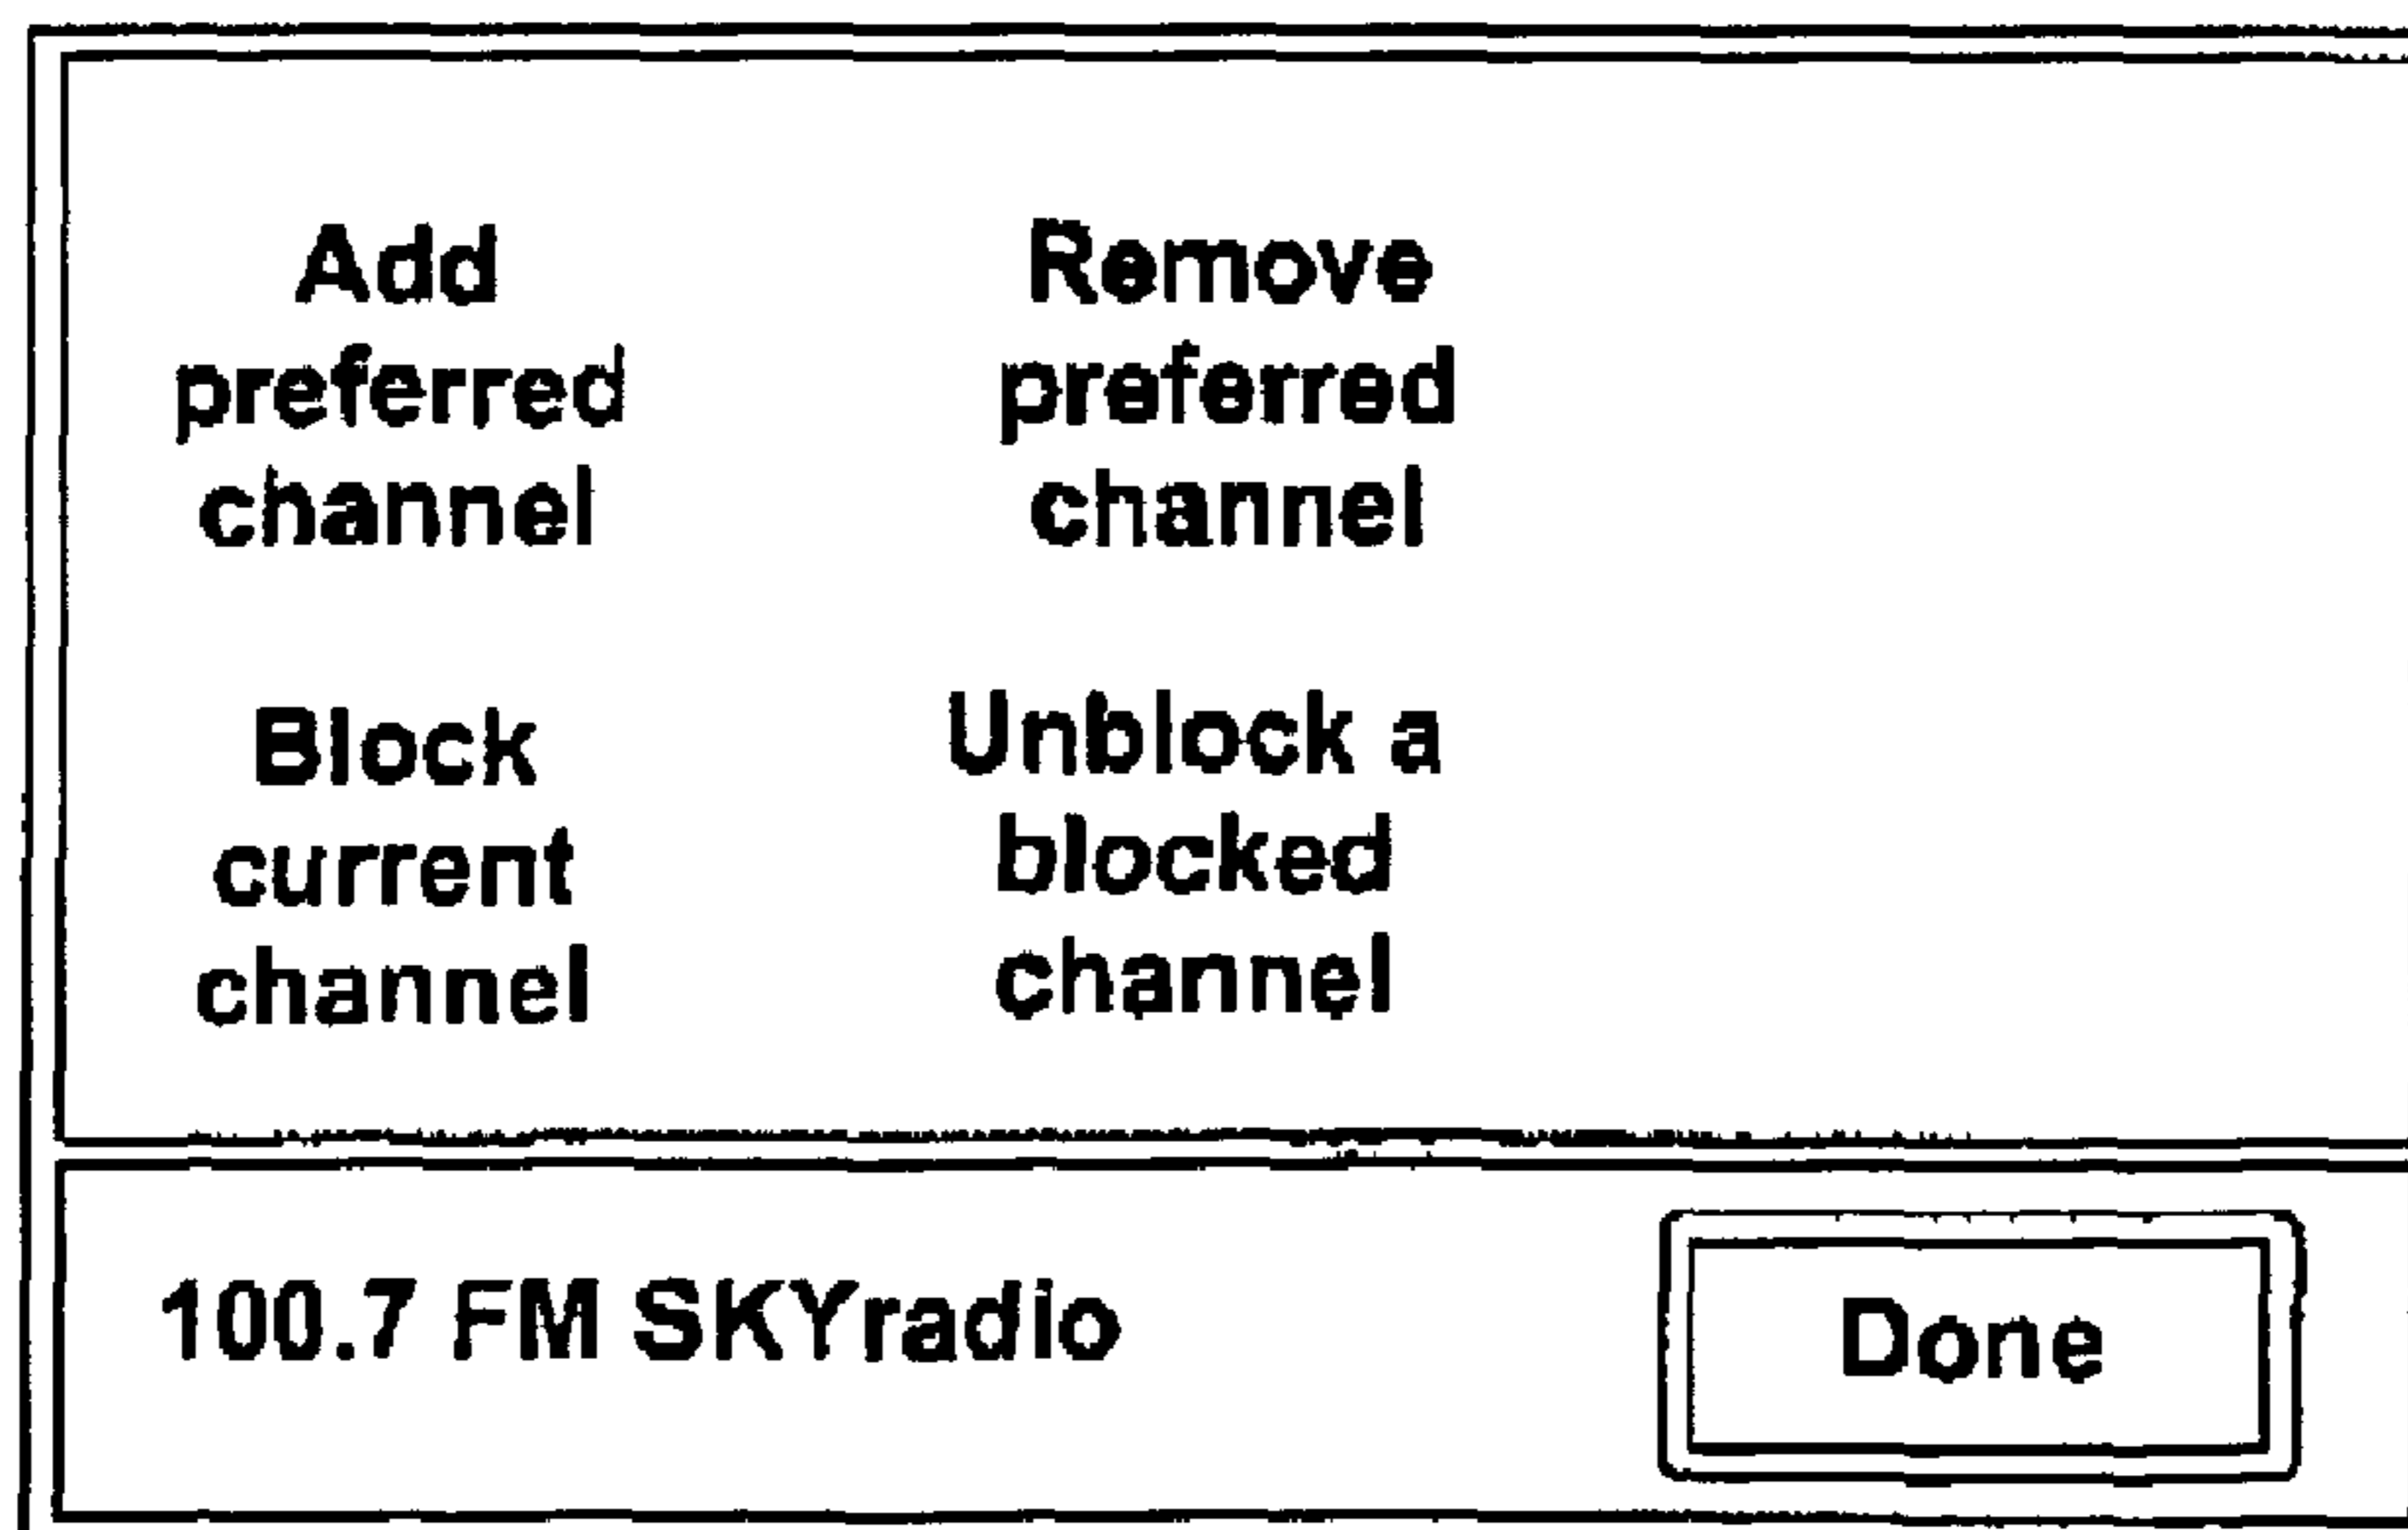 Add
preferred
channel
Remove
preferred
channel
Block
current
channel
Unblock a
blocked
channel
100.7 FM SKYradio
Done